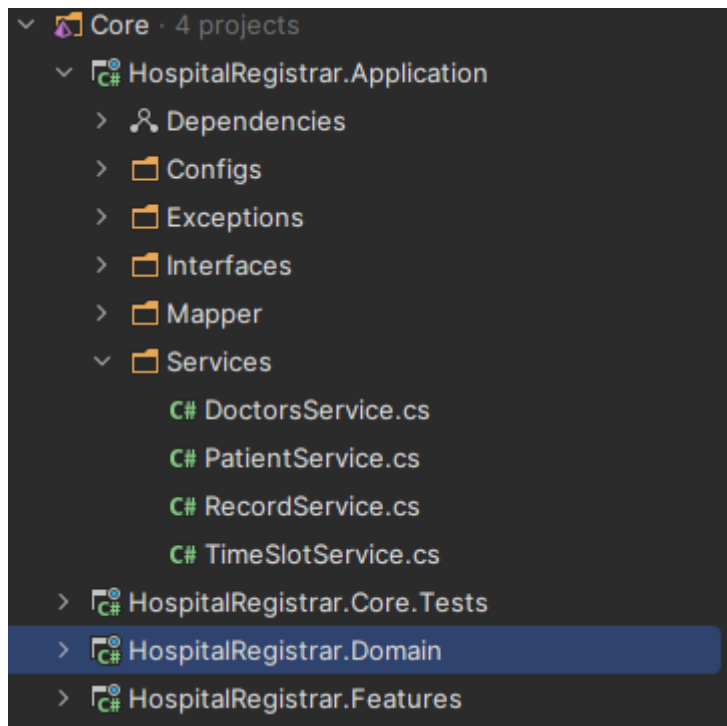 Core · 4 projects
C# HospitalRegistrar.Application
Dependencies
Configs
Exceptions
Interfaces
Mapper
Services
C# DoctorsService.cs
C# PatientService.cs
C# RecordService.cs
C# TimeSlotService.cs
C# HospitalRegistrar.Core.Tests
C# HospitalRegistrar.Domain
C# HospitalRegistrar.Features